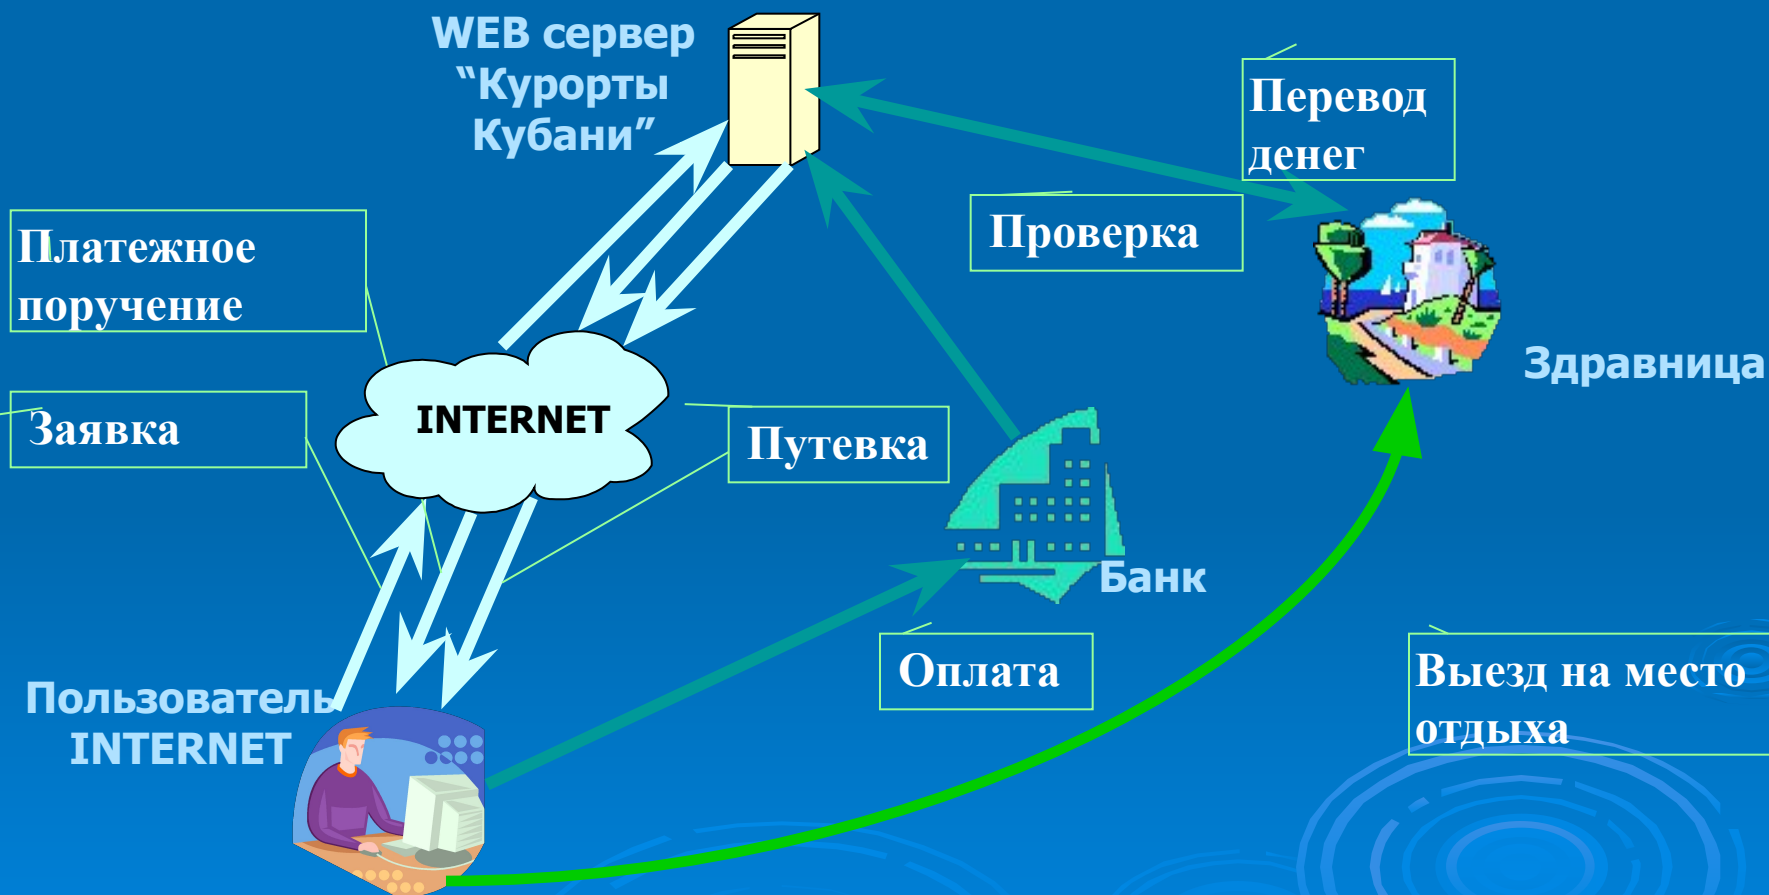 WEB сервер
“Курорты
Кубани”
Перевод
денег
Проверка
Платежное
поручение
Здравница
INTERNET
Заявка
Путевка
Банк
Оплата
Выезд на место
отдыха
Пользователь
INTERNET